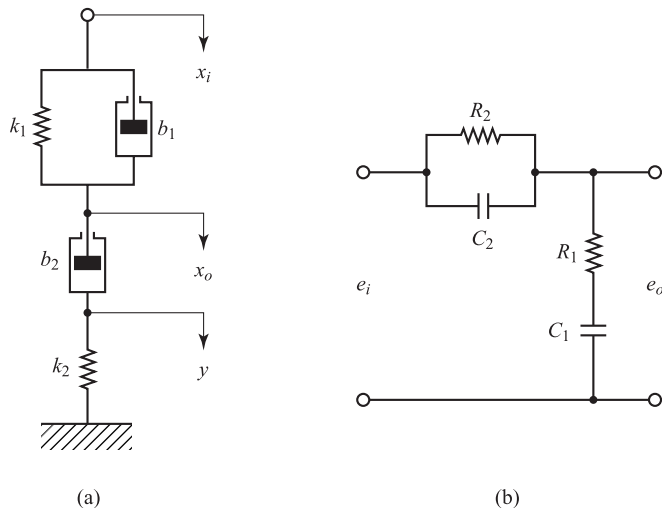 x_i
k_1
b_1
b_2
x_o
k_2
y
(a)
R_2
C_2
R_1
e_i
e_o
C_1
(b)